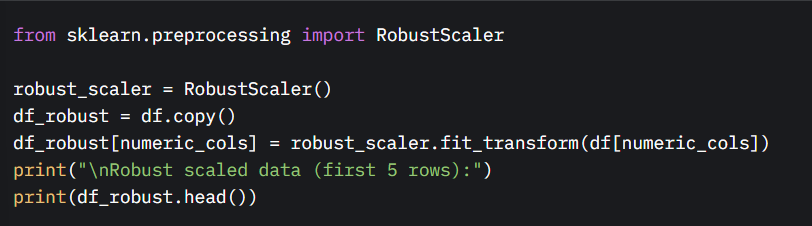 from sklearn.preprocessing import RobustScaler
robust_scaler = RobustScaler()
df_robust = df.copy()
df_robust[numeric_cols] = robust_scaler.fit_transform(df[numeric_cols])
print("\nRobust scaled data (first 5 rows):")
print(df_robust.head())